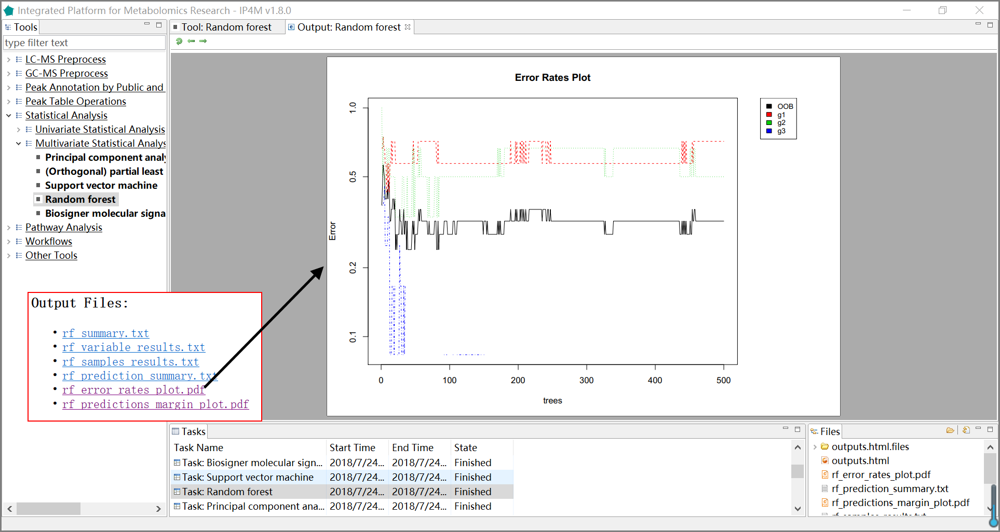 Integrated Platform for Metabolomics Research - IP4M v1.8.0
Tools
type filter text
LC-MS Preprocess
GC-MS Preprocess
Peak Annotation by Public and
Peak Table Operations
Statistical Analysis
Univariate Statistical Analysis
Multivariate Statistical Analys
Principal component analy
(Orthogonal) partial least
Support vector machine
Random forest
Biosigner molecular signa
Pathway Analysis
Workflows
Other Tools
Output Files:
• rf_summary.txt
• rf_variable_results.txt
• rf_samples_results.txt
• rf_prediction_summary.txt
• rf_error_rates_plot.pdf
• rf_predictions_margin_plot.pdf
Tool: Random forest
Output: Random forest
Error Rates Plot
OOB
g1
g2
g3
1.0
0.5
0.2
0.1
Error
0 100 200 300 400 500
trees
Tasks
Task Name Start Time End Time State
Task: Biosigner molecular sign... 2018/7/24... 2018/7/24... Finished
Task: Support vector machine 2018/7/24... 2018/7/24... Finished
Task: Random forest 2018/7/24... 2018/7/24... Finished
Task: Principal component ana... 2018/7/24... 2018/7/24... Finished
Files
outputs.html.files
outputs.html
rf_error_rates_plot.pdf
rf_prediction_summary.txt
rf_predictions_margin_plot.pdf